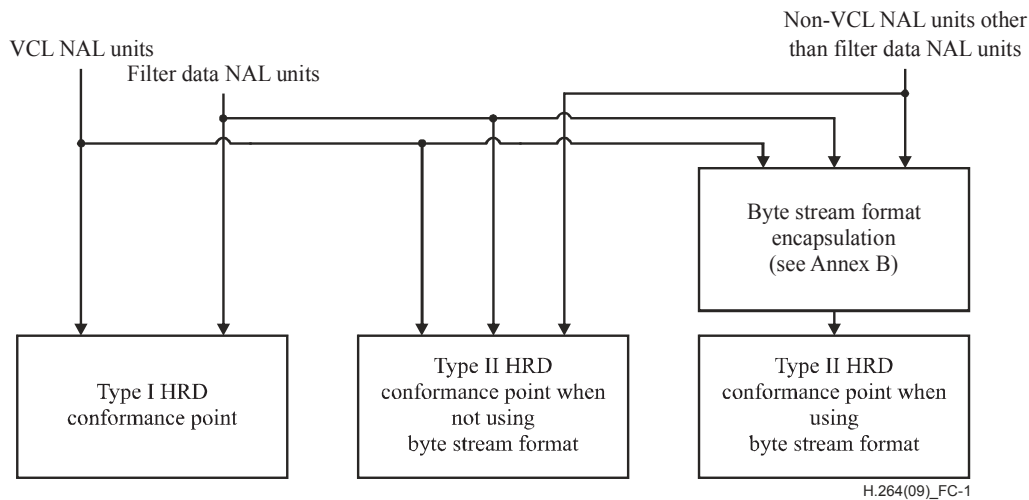 Non-VCL NAL units other
than filter data NAL units
VCL NAL units
Filter data NAL units
Byte stream format
encapsulation
(see Annex B)
Type I HRD
conformance point
Type II HRD
conformance point when
not using
byte stream format
Type II HRD
conformance point when
using
byte stream format
H.264(09)_FC-1